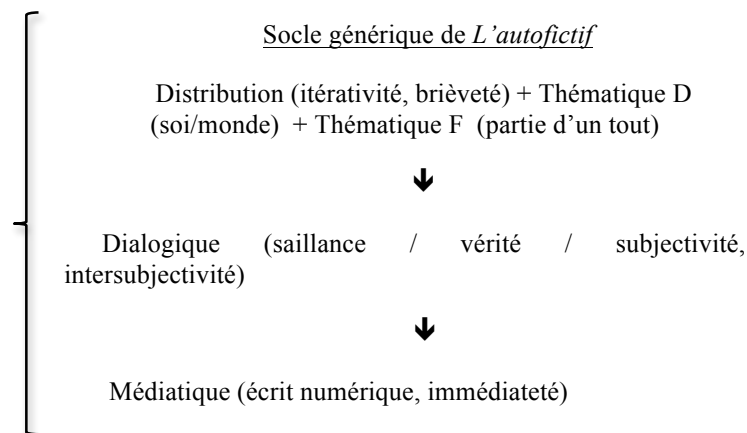 Socle générique de L’autofictif
Distribution (itérativité, brièveté) + Thématique D
(soi/monde) + Thématique F (partie d’un tout)
Dialogique (saillance / vérité / subjectivité,
intersubjectivité)
Médiatique (écrit numérique, immédiateté)